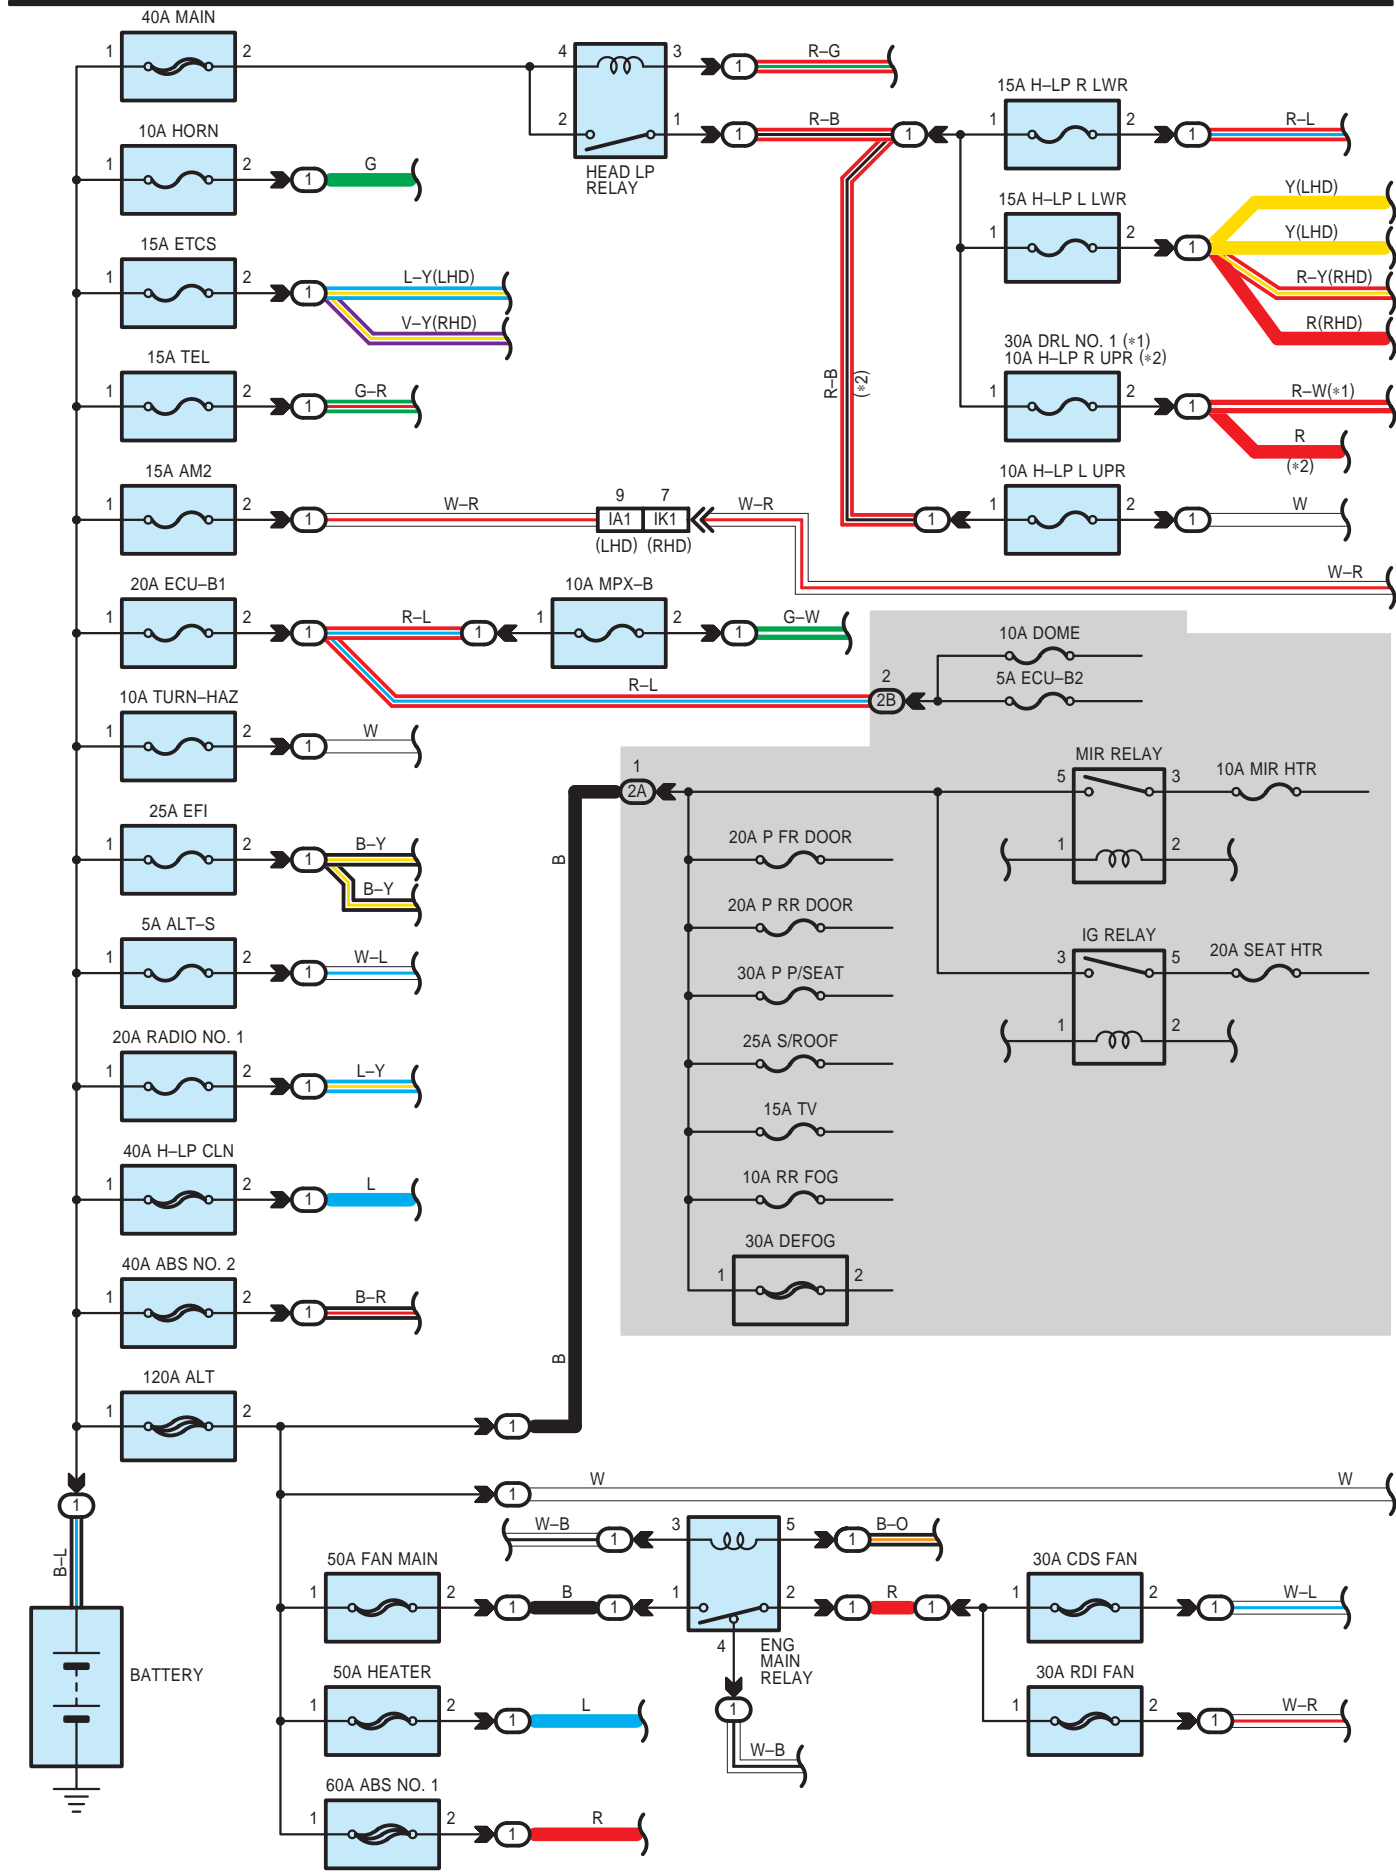 40A MAIN
1 2
4 3
1
R–G
2 1
1
R–B
1
HEAD LP
RELAY
15A H–LP R LWR
1 2
1
R–L
10A HORN
1 2
1
G
15A H–LP L LWR
1 2
1
Y(LHD)
Y(LHD)
R–Y(RHD)
R(RHD)
15A ETCS
1 2
1
L–Y(LHD)
V–Y(RHD)
30A DRL NO. 1 (*1)
10A H–LP R UPR (*2)
1 2
1
R–W(*1)
R
(*2)
R–B
(*2)
15A TEL
1 2
1
G–R
10A H–LP L UPR
1
1 2
1
W
15A AM2
1 2
1
W–R
9 7
IA1 IK1
(LHD) (RHD)
W–R
W–R
20A ECU–B1
1 2
1
R–L
1
10A MPX–B
1 2
1
G–W
R–L
2
2B
10A DOME
5A ECU–B2
10A TURN–HAZ
1 2
1
W
1
2A
B
MIR RELAY
5 3
1 2
10A MIR HTR
25A EFI
1 2
1
B–Y
B–Y
20A P FR DOOR
20A P RR DOOR
IG RELAY
3 5
1 2
20A SEAT HTR
5A ALT–S
1 2
1
W–L
30A P P/SEAT
25A S/ROOF
20A RADIO NO. 1
1 2
1
L–Y
15A TV
40A H–LP CLN
1 2
1
L
10A RR FOG
40A ABS NO. 2
1 2
1
B–R
30A DEFOG
1 2
120A ALT
1 2
1
B
1
W
W
1
B–L
BATTERY
W–B
1
3 5
1
B–O
50A FAN MAIN
1 2
1
B
1
1 2
1
R
1
4
ENG
MAIN
RELAY
1
W–B
30A CDS FAN
1 2
1
W–L
50A HEATER
1 2
1
L
30A RDI FAN
1 2
1
W–R
60A ABS NO. 1
1 2
1
R